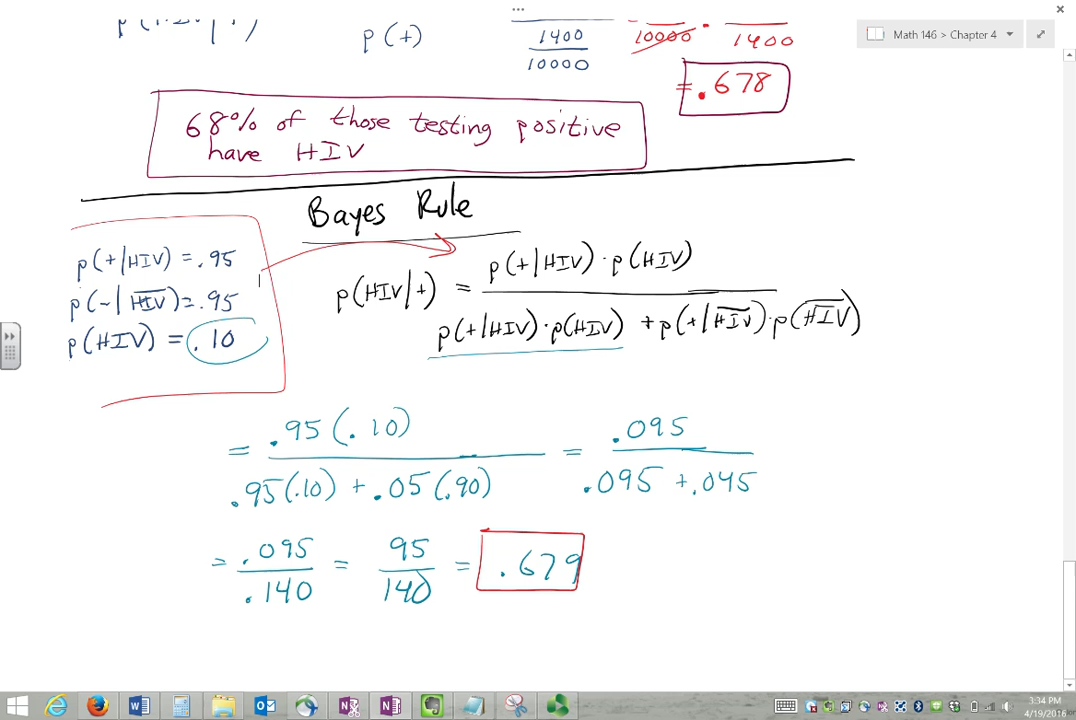 p(HIV|+)
p(+)
1400
10000
10000 · 1400
= .678
Math 146 > Chapter 4
68% of those testing positive
have HIV
Bayes Rule
p(+|HIV) = .95
p(-|H̅I̅V̅) = .95
p(HIV) = .10
p(HIV|+) = p(+|HIV) · p(HIV)
p(+|HIV) · p(HIV) + p(+|H̅I̅V̅) · p(H̅I̅V̅)
= .95(.10) / .95(.10) + .05(.90) = .095 / .095 + .045
= .095 / .140 = 95 / 140 = .679
3:34 PM
4/19/2016